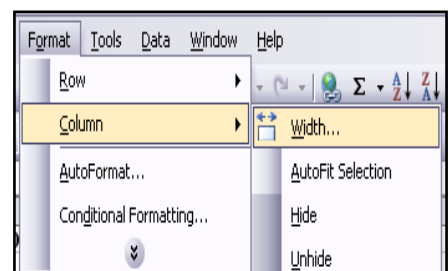 Format Tools Data Window Help
Row
Σ A Z Z A
Column Width...
AutoFormat... AutoFit Selection
Conditional Formatting... Hide
Unhide